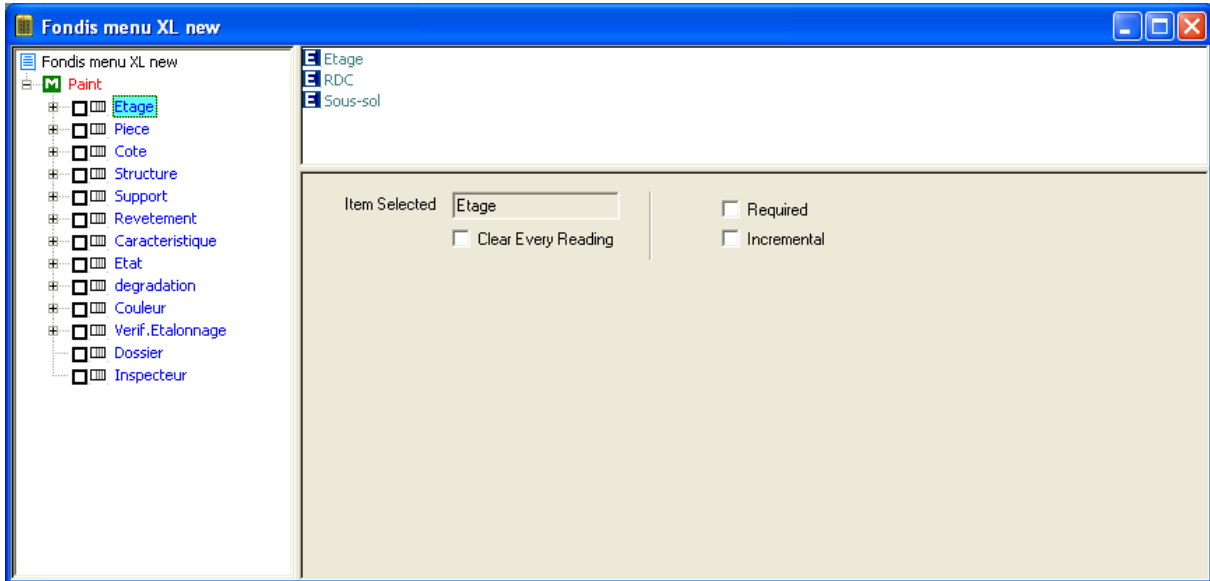 Fondis menu XL new
Fondis menu XL new
M Paint
Etage
Piece
Cote
Structure
Support
Revetement
Caracteristique
Etat
degradation
Couleur
Verif.Etalonnage
Dossier
Inspecteur
E Etage
E RDC
E Sous-sol
Item Selected Etage
Clear Every Reading
Required
Incremental